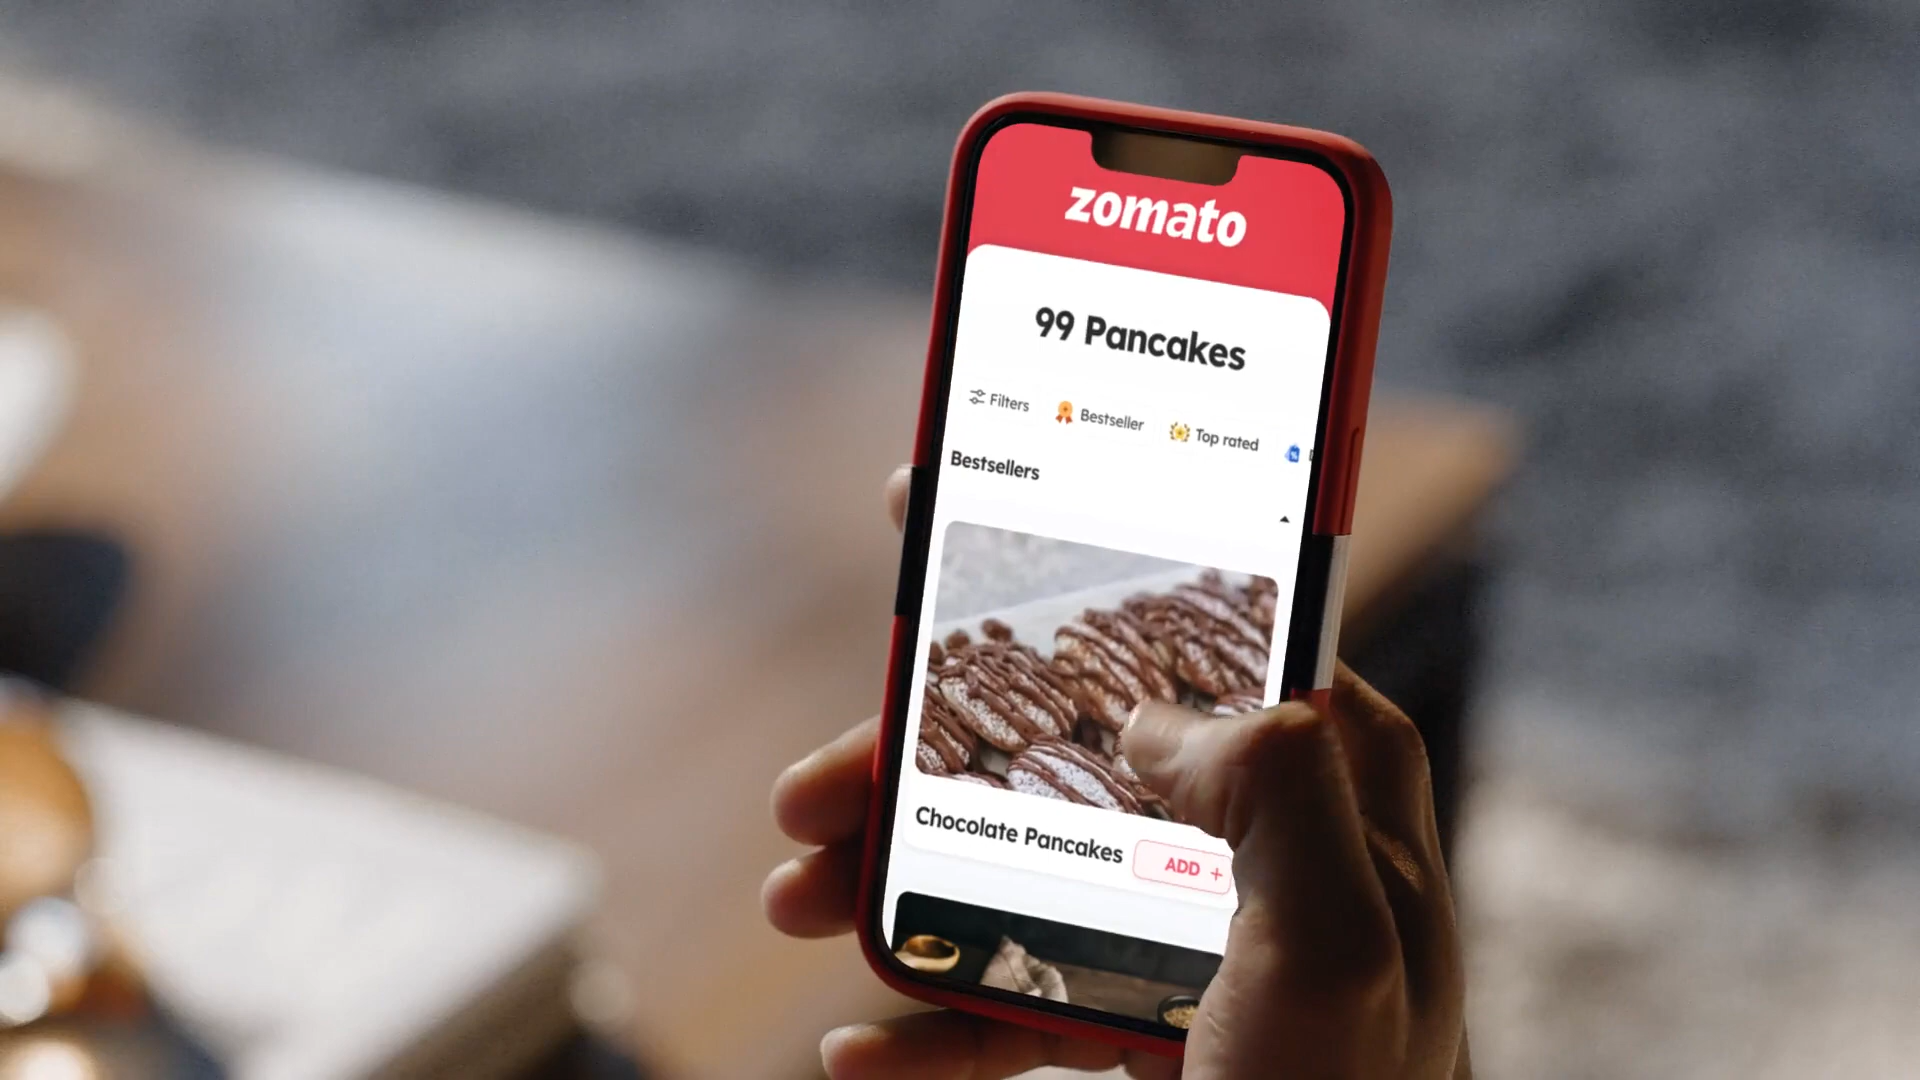 zomato
99 Pancakes
Filters
Bestseller
Top rated
Bestsellers
Chocolate Pancakes
ADD +